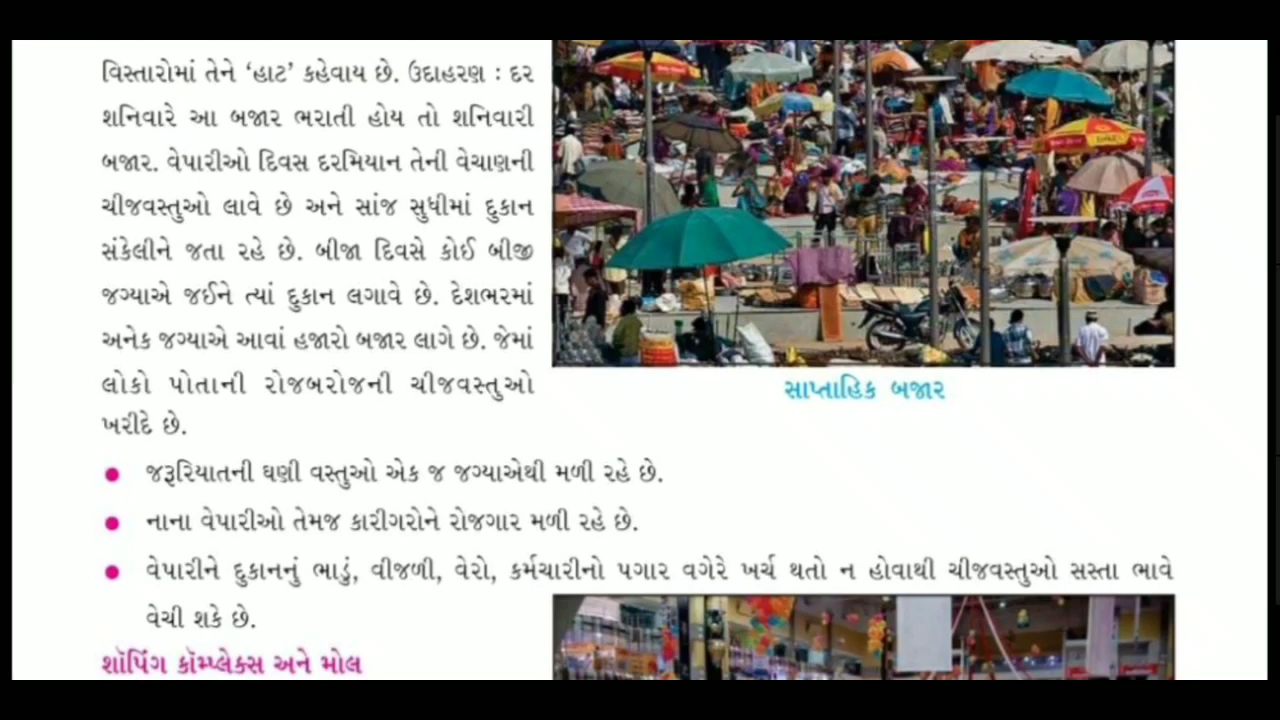 વિસ્તારોમાં તેને ‘હાટ’ કહેવાય છે. ઉદાહરણ : દર
શનિવારે આ બજાર ભરાતી હોય તો શનિવારી
બજાર. વેપારીઓ દિવસ દરમિયાન તેની વેચાણની
ચીજવસ્તુઓ લાવે છે અને સાંજ સુધીમાં દુકાન
સંકેલીને જતા રહે છે. બીજા દિવસે કોઈ બીજી
જગ્યાએ જઈને ત્યાં દુકાન લગાવે છે. દેશભરમાં
અનેક જગ્યાએ આવાં હજારો બજાર લાગે છે. જેમાં
લોકો પોતાની રોજબરોજની ચીજવસ્તુઓ
ખરીદે છે.
સાપ્તાહિક બજાર
● જરૂરિયાતની ઘણી વસ્તુઓ એક જ જગ્યાએથી મળી રહે છે.
● નાના વેપારીઓ તેમજ કારીગરોને રોજગાર મળી રહે છે.
● વેપારીને દુકાનનું ભાડું, વીજળી, વેરો, કર્મચારીનો પગાર વગેરે ખર્ચ થતો ન હોવાથી ચીજવસ્તુઓ સસ્તા ભાવે
વેચી શકે છે.
શૉપિંગ કૉમ્પ્લેક્સ અને મોલ